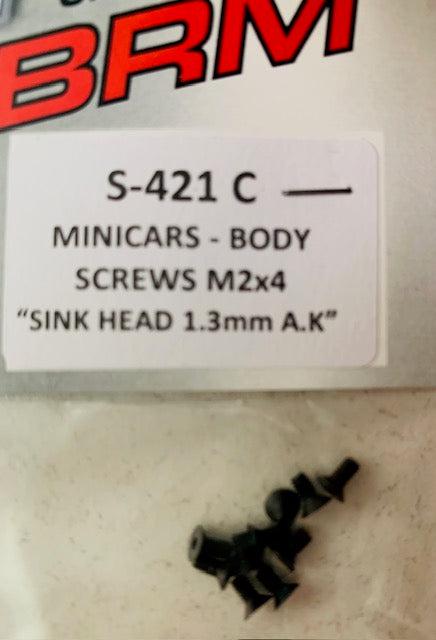 BRM
S-421 C
MINICARS - BODY
SCREWS M2x4
“SINK HEAD 1.3mm A.K”